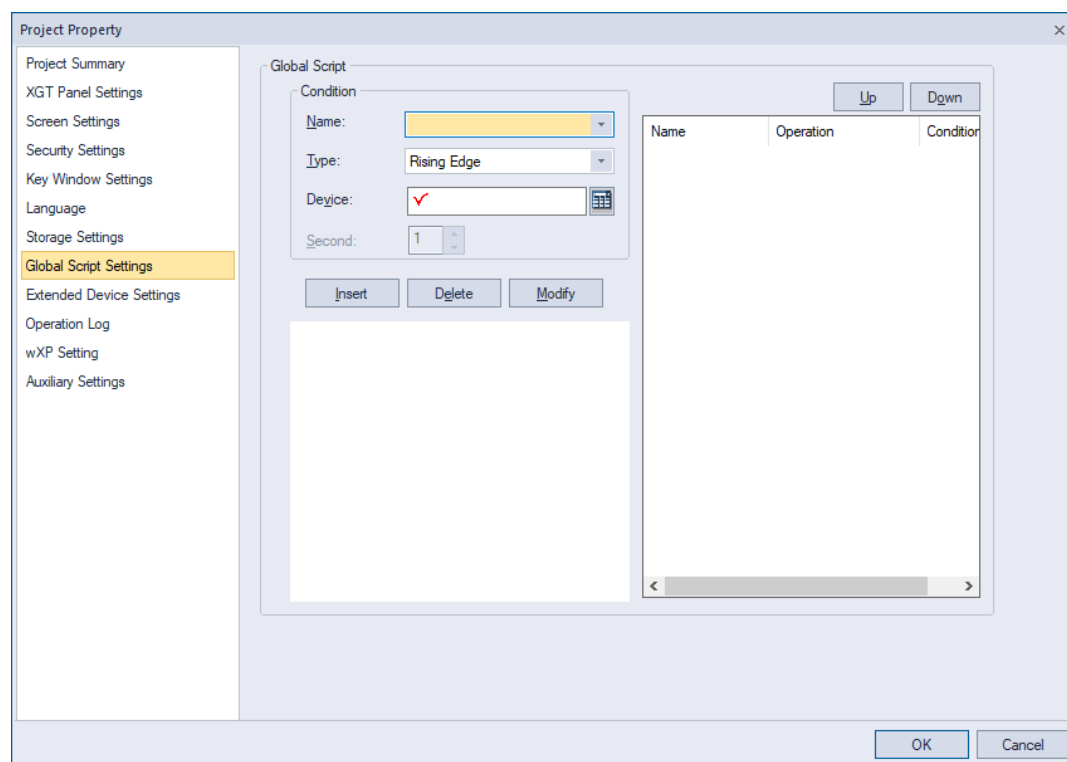 Project Property
Project Summary
XGT Panel Settings
Screen Settings
Security Settings
Key Window Settings
Language
Storage Settings
Global Script Settings
Extended Device Settings
Operation Log
wXP Setting
Auxiliary Settings
Global Script
Condition
Name:
Type: Rising Edge
Device:
Second: 1
Insert Delete Modify
Up Down
Name Operation Condition
OK Cancel